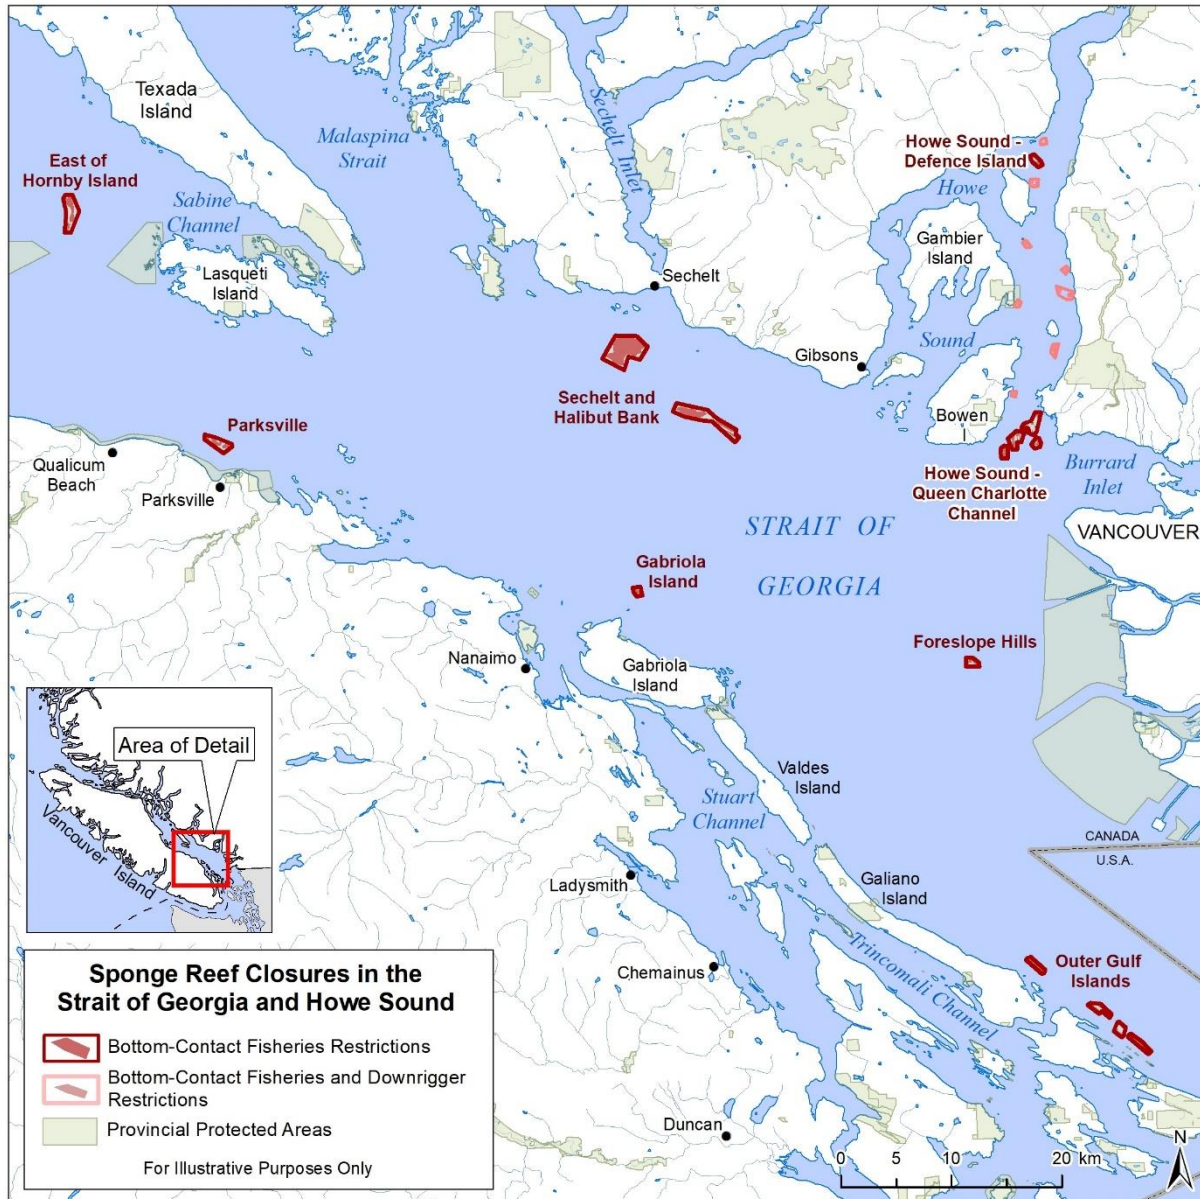 Texada
Island
Malaspina
Strait
Sechelt Inlet
East of
Hornby Island
Sabine
Channel
Lasqueti
Island
Howe Sound -
Defence Island
Howe
Gambier
Island
Sechelt
Sound
Gibsons
Sechelt and
Halibut Bank
Bowen
I
Parksville
Qualicum
Beach
Parksville
Howe Sound -
Queen Charlotte
Channel
Burrard
Inlet
VANCOUVER
STRAIT OF
GEORGIA
Gabriola
Island
Foreslope Hills
Nanaimo
Gabriola
Island
Valdes
Island
Stuart
Channel
CANADA
U.S.A.
Ladysmith
Galiano
Island
Trincomali Channel
Outer Gulf
Islands
Chemainus
Duncan
Area of Detail
Vancouver Island
Sponge Reef Closures in the
Strait of Georgia and Howe Sound
Bottom-Contact Fisheries Restrictions
Bottom-Contact Fisheries and Downrigger
Restrictions
Provincial Protected Areas
For Illustrative Purposes Only
0 5 10 20 km
N